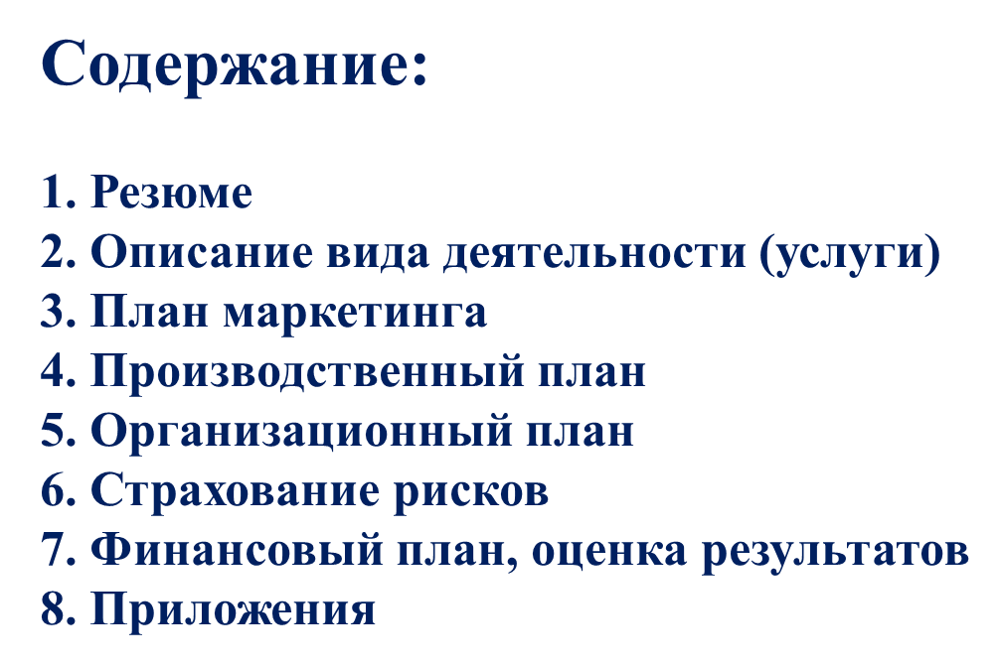 Содержание:
1. Резюме
2. Описание вида деятельности (услуги)
3. План маркетинга
4. Производственный план
5. Организационный план
6. Страхование рисков
7. Финансовый план, оценка результатов
8. Приложения